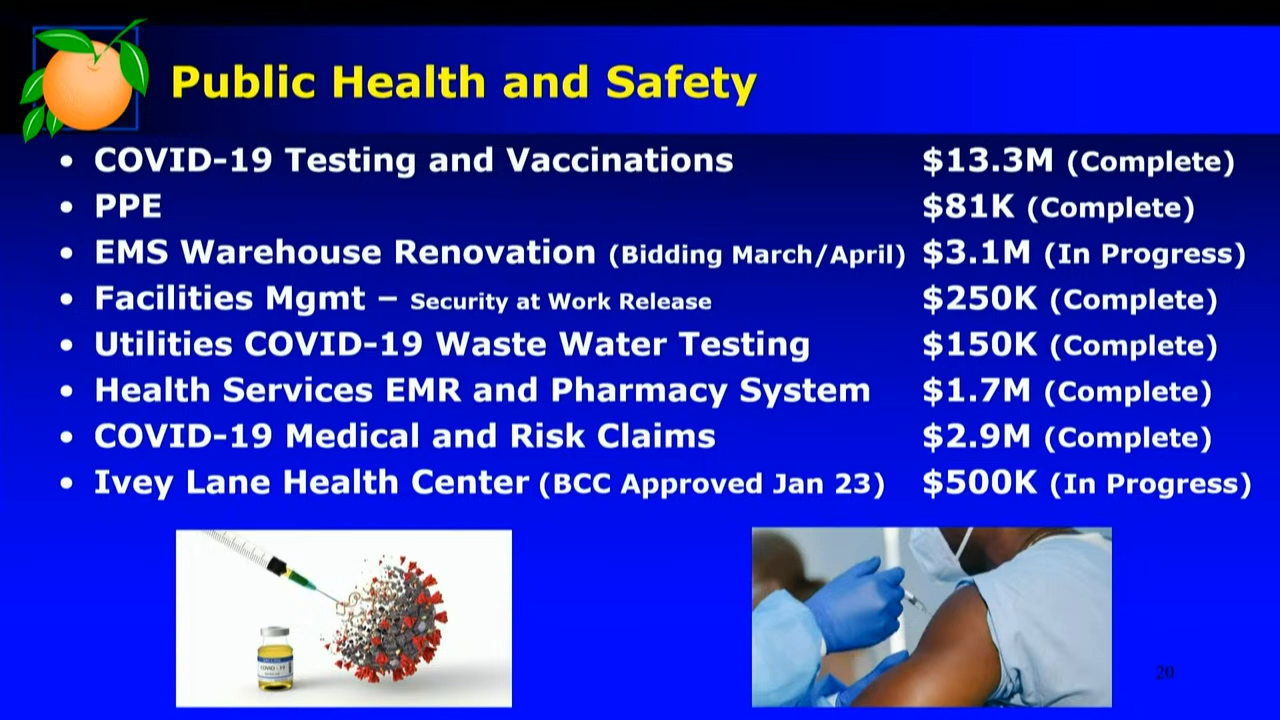 Public Health and Safety
• COVID-19 Testing and Vaccinations $13.3M (Complete)
• PPE $81K (Complete)
• EMS Warehouse Renovation (Bidding March/April) $3.1M (In Progress)
• Facilities Mgmt – Security at Work Release $250K (Complete)
• Utilities COVID-19 Waste Water Testing $150K (Complete)
• Health Services EMR and Pharmacy System $1.7M (Complete)
• COVID-19 Medical and Risk Claims $2.9M (Complete)
• Ivey Lane Health Center (BCC Approved Jan 23) $500K (In Progress)
COVID-19
20